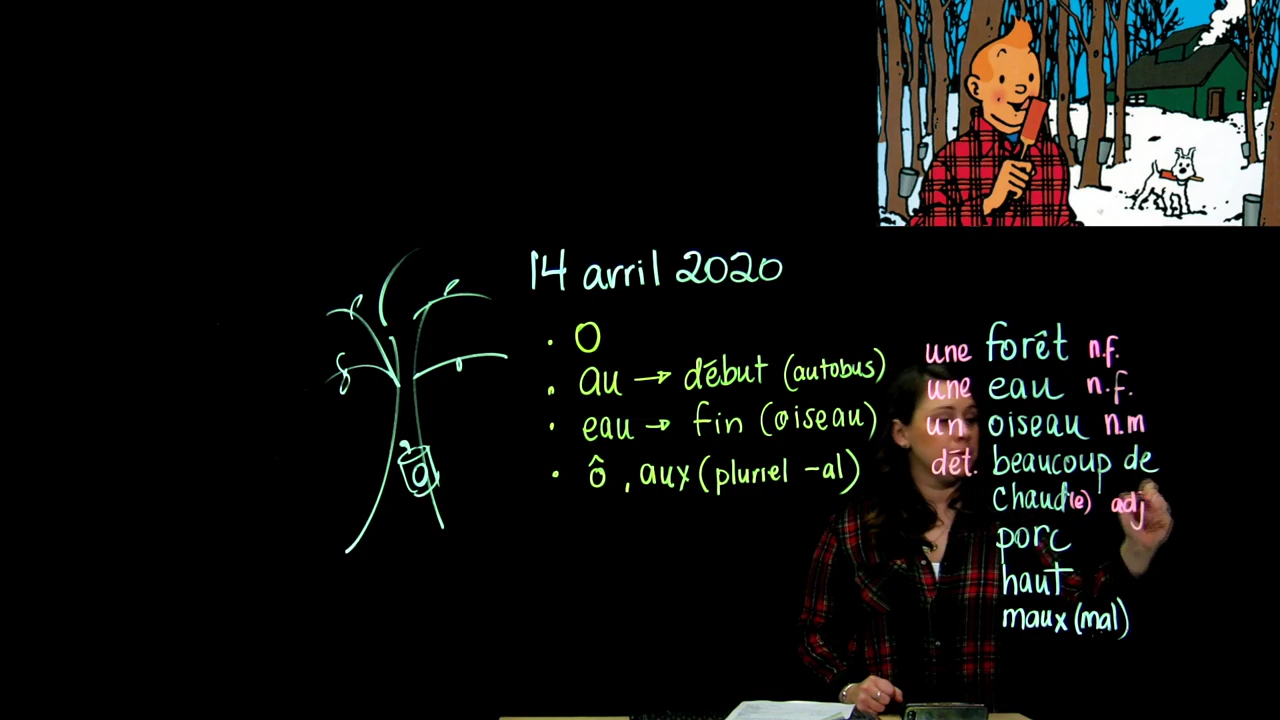 14 avril 2020
• O
• au → début (autobus)
• eau → fin (oiseau)
• ô, aux (pluriel -al)
une forêt n.f.
une eau n.f.
un oiseau n.m
dét. beaucoup de
chaud(e) adj
porc
haut
maux (mal)